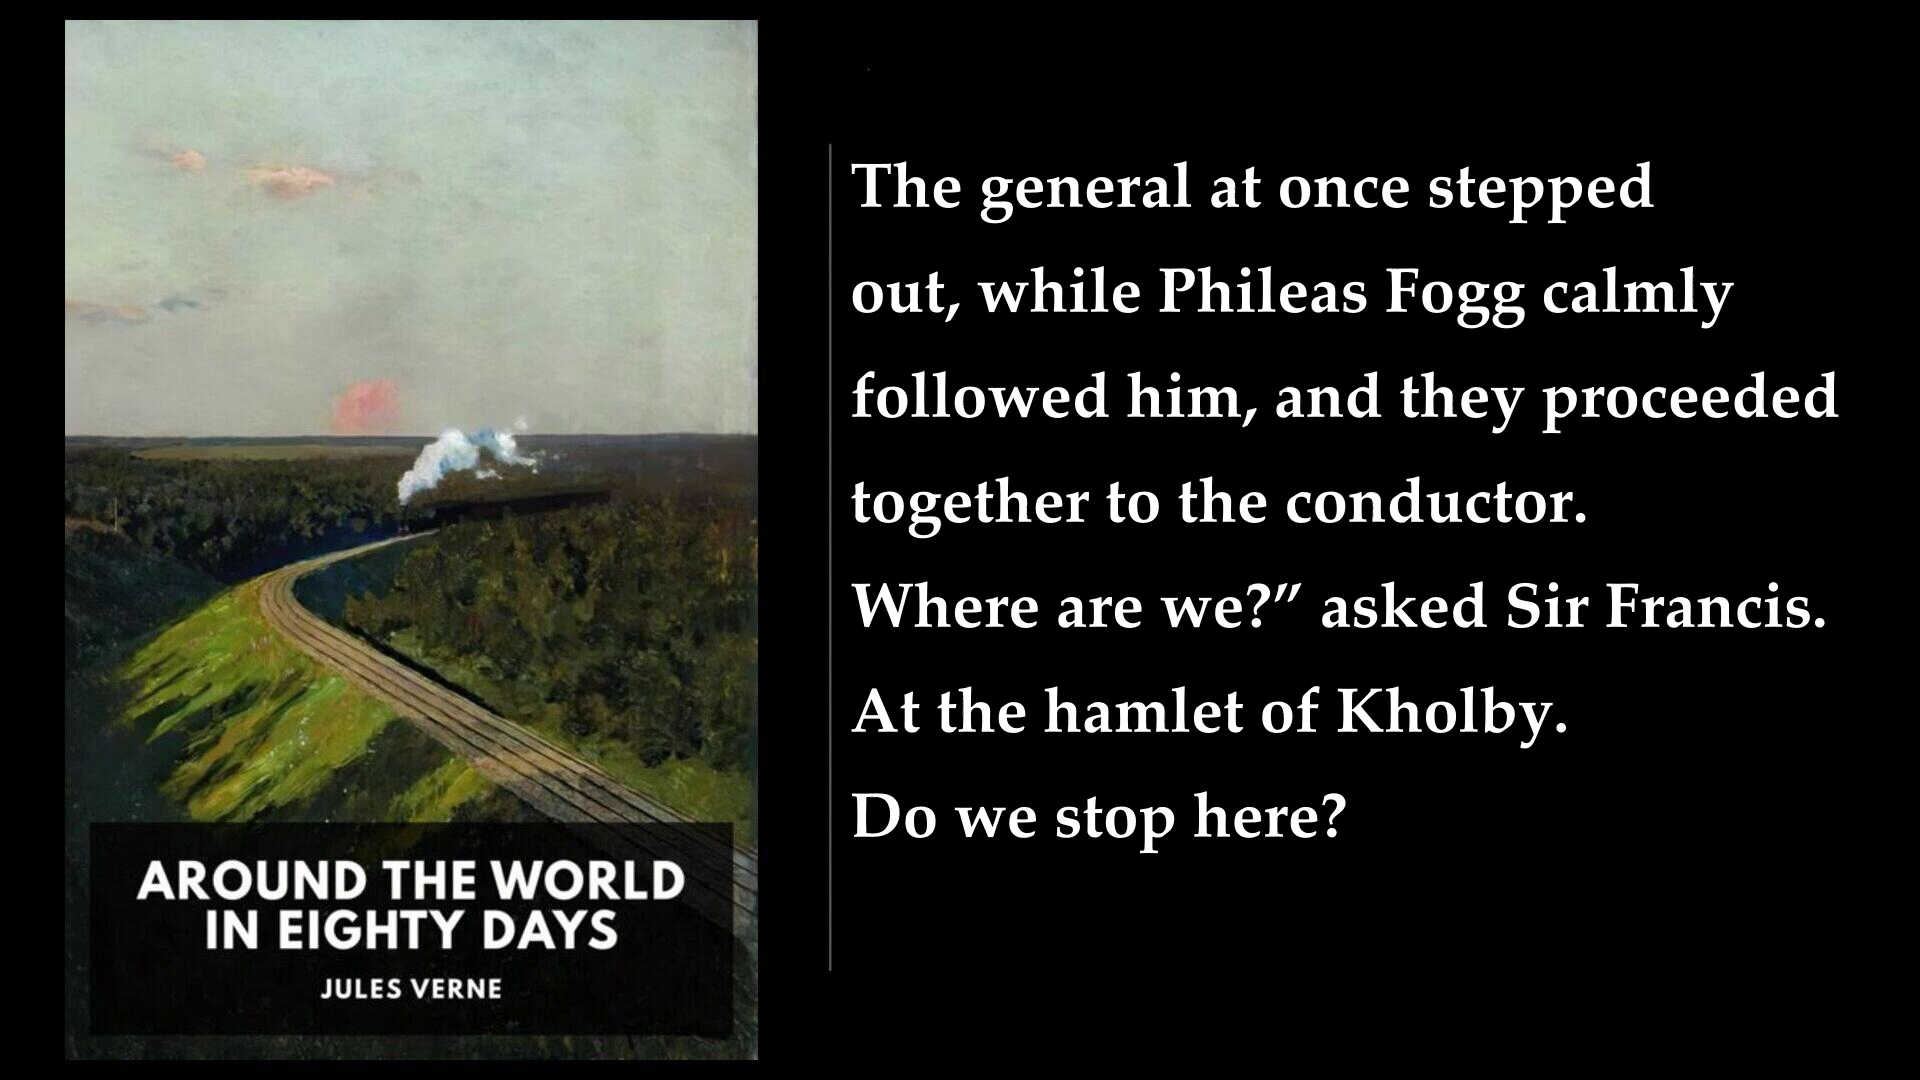 AROUND THE WORLD
IN EIGHTY DAYS
JULES VERNE
The general at once stepped
out, while Phileas Fogg calmly
followed him, and they proceeded
together to the conductor.
Where are we?” asked Sir Francis.
At the hamlet of Kholby.
Do we stop here?